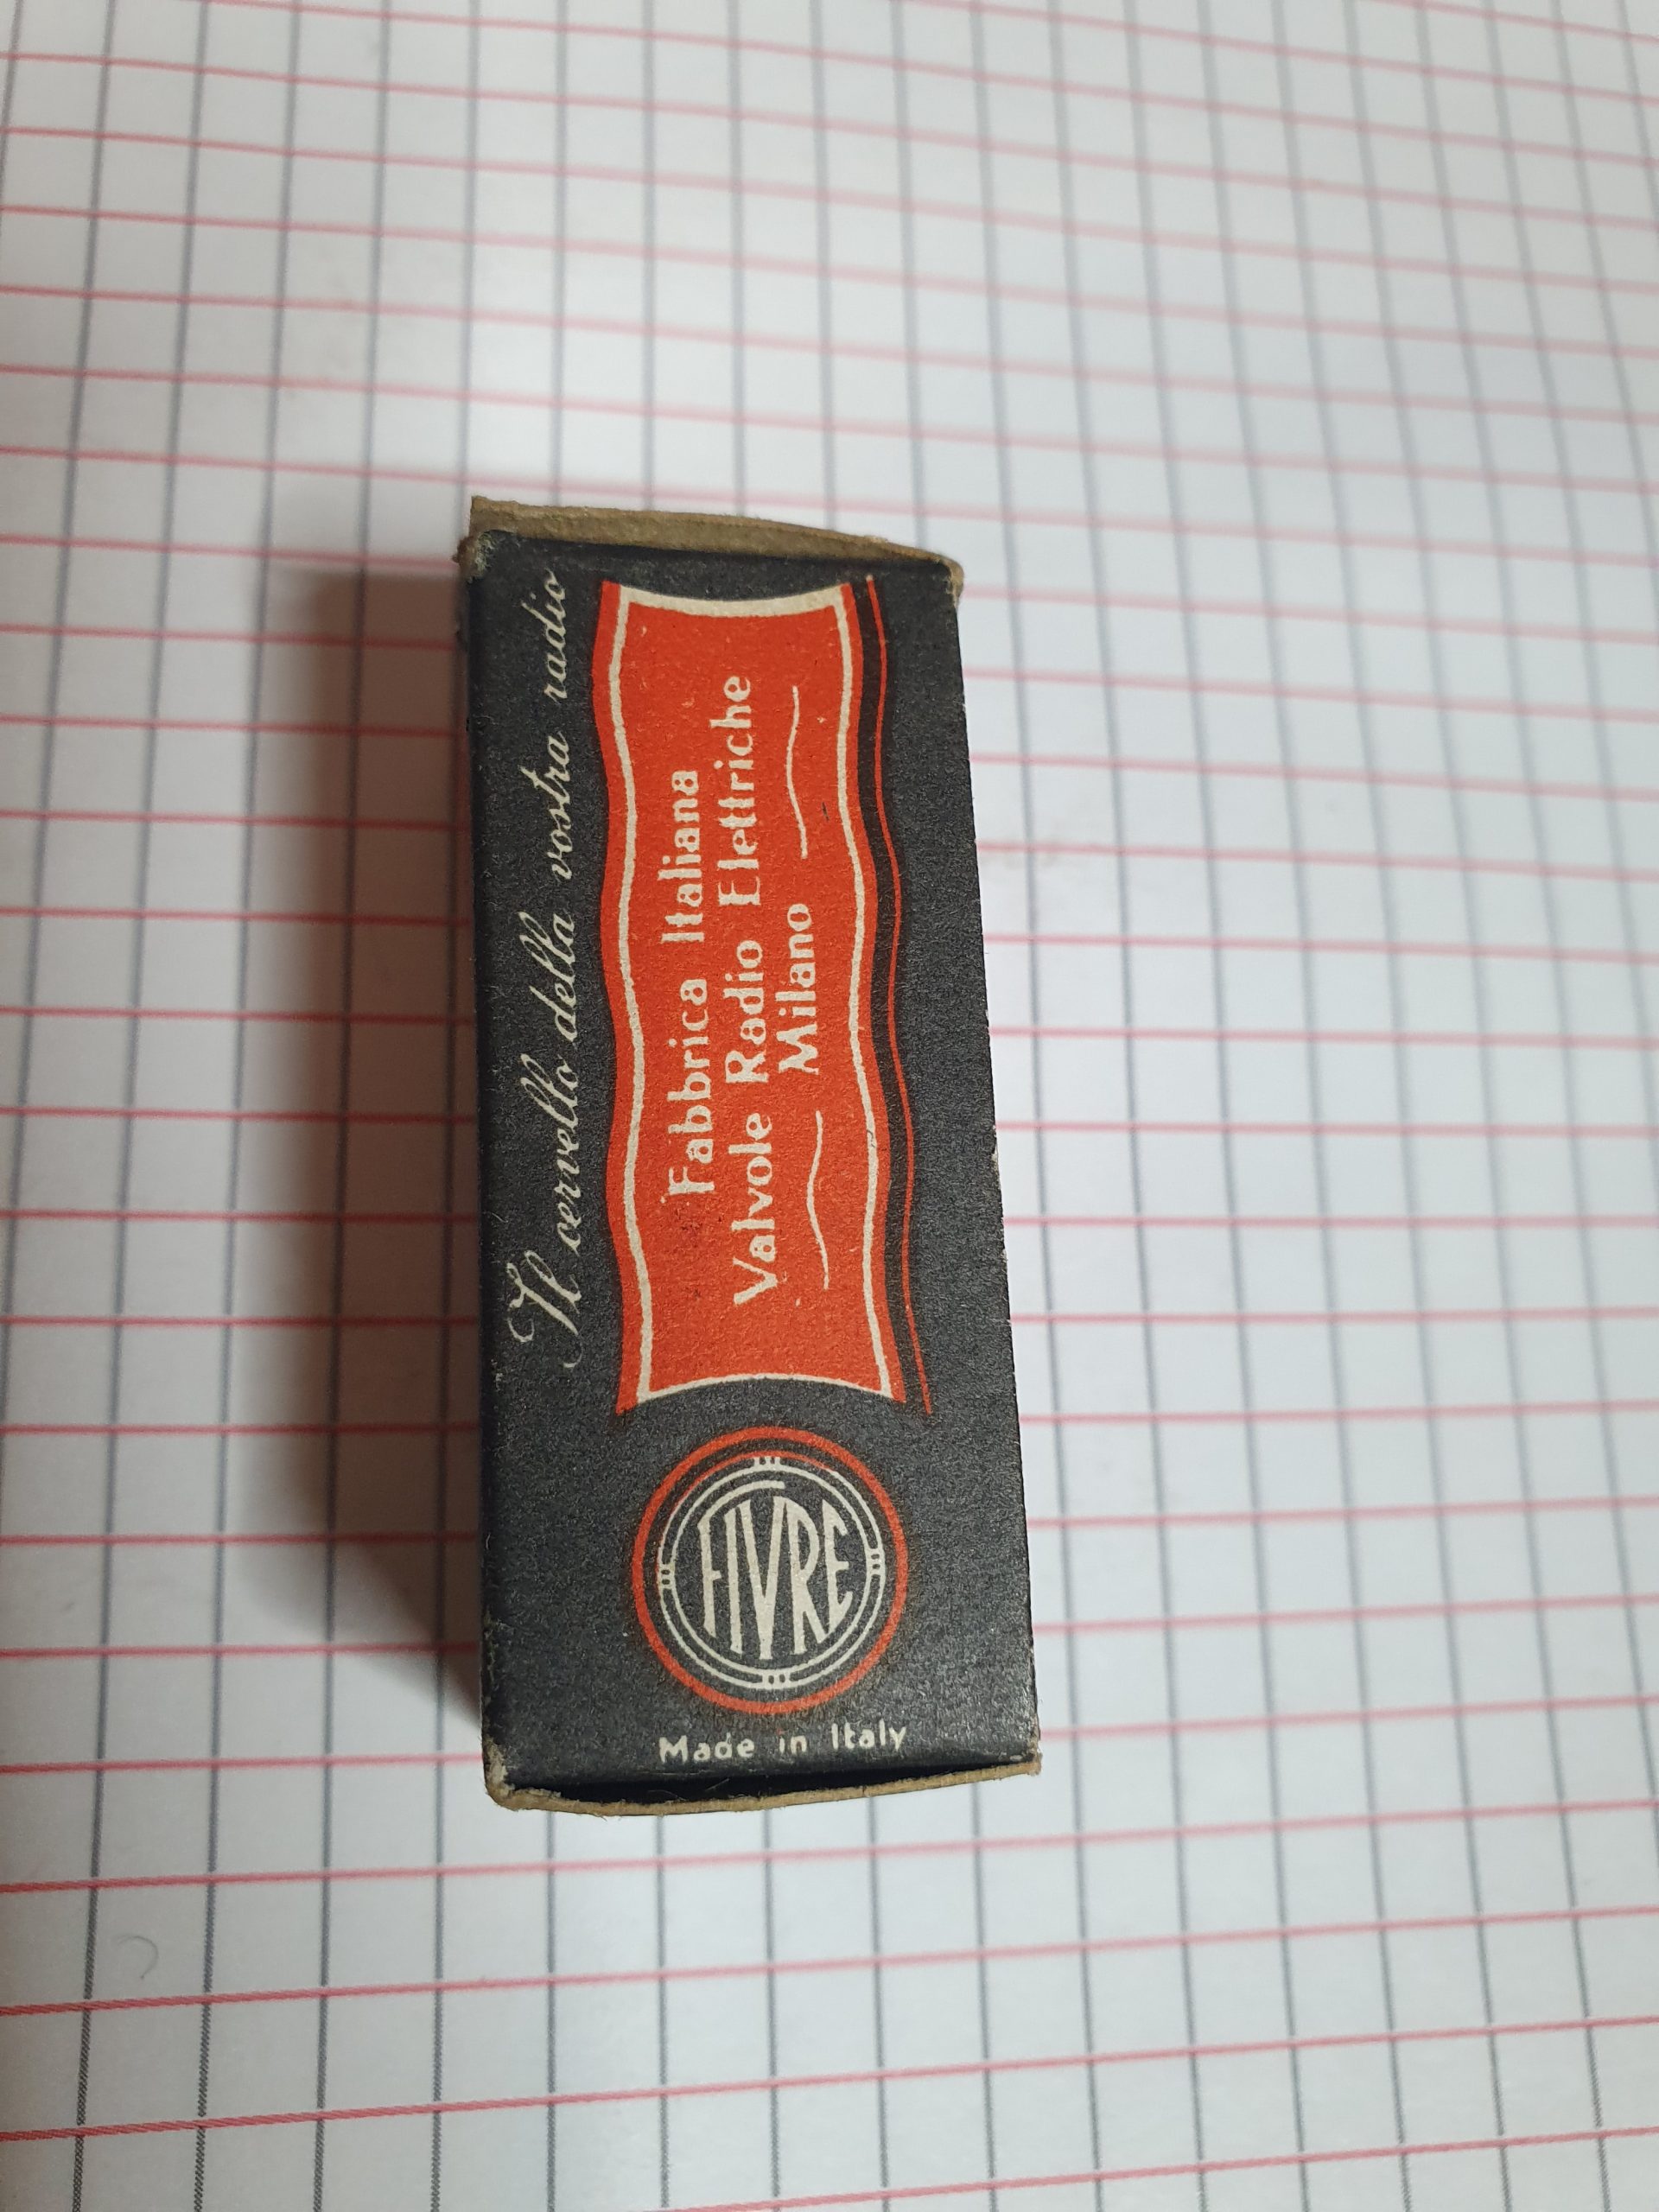 Il cervello della vostra radio
Fabbrica Italiana
Valvole Radio Elettriche
Milano
FIVRE
Made in Italy